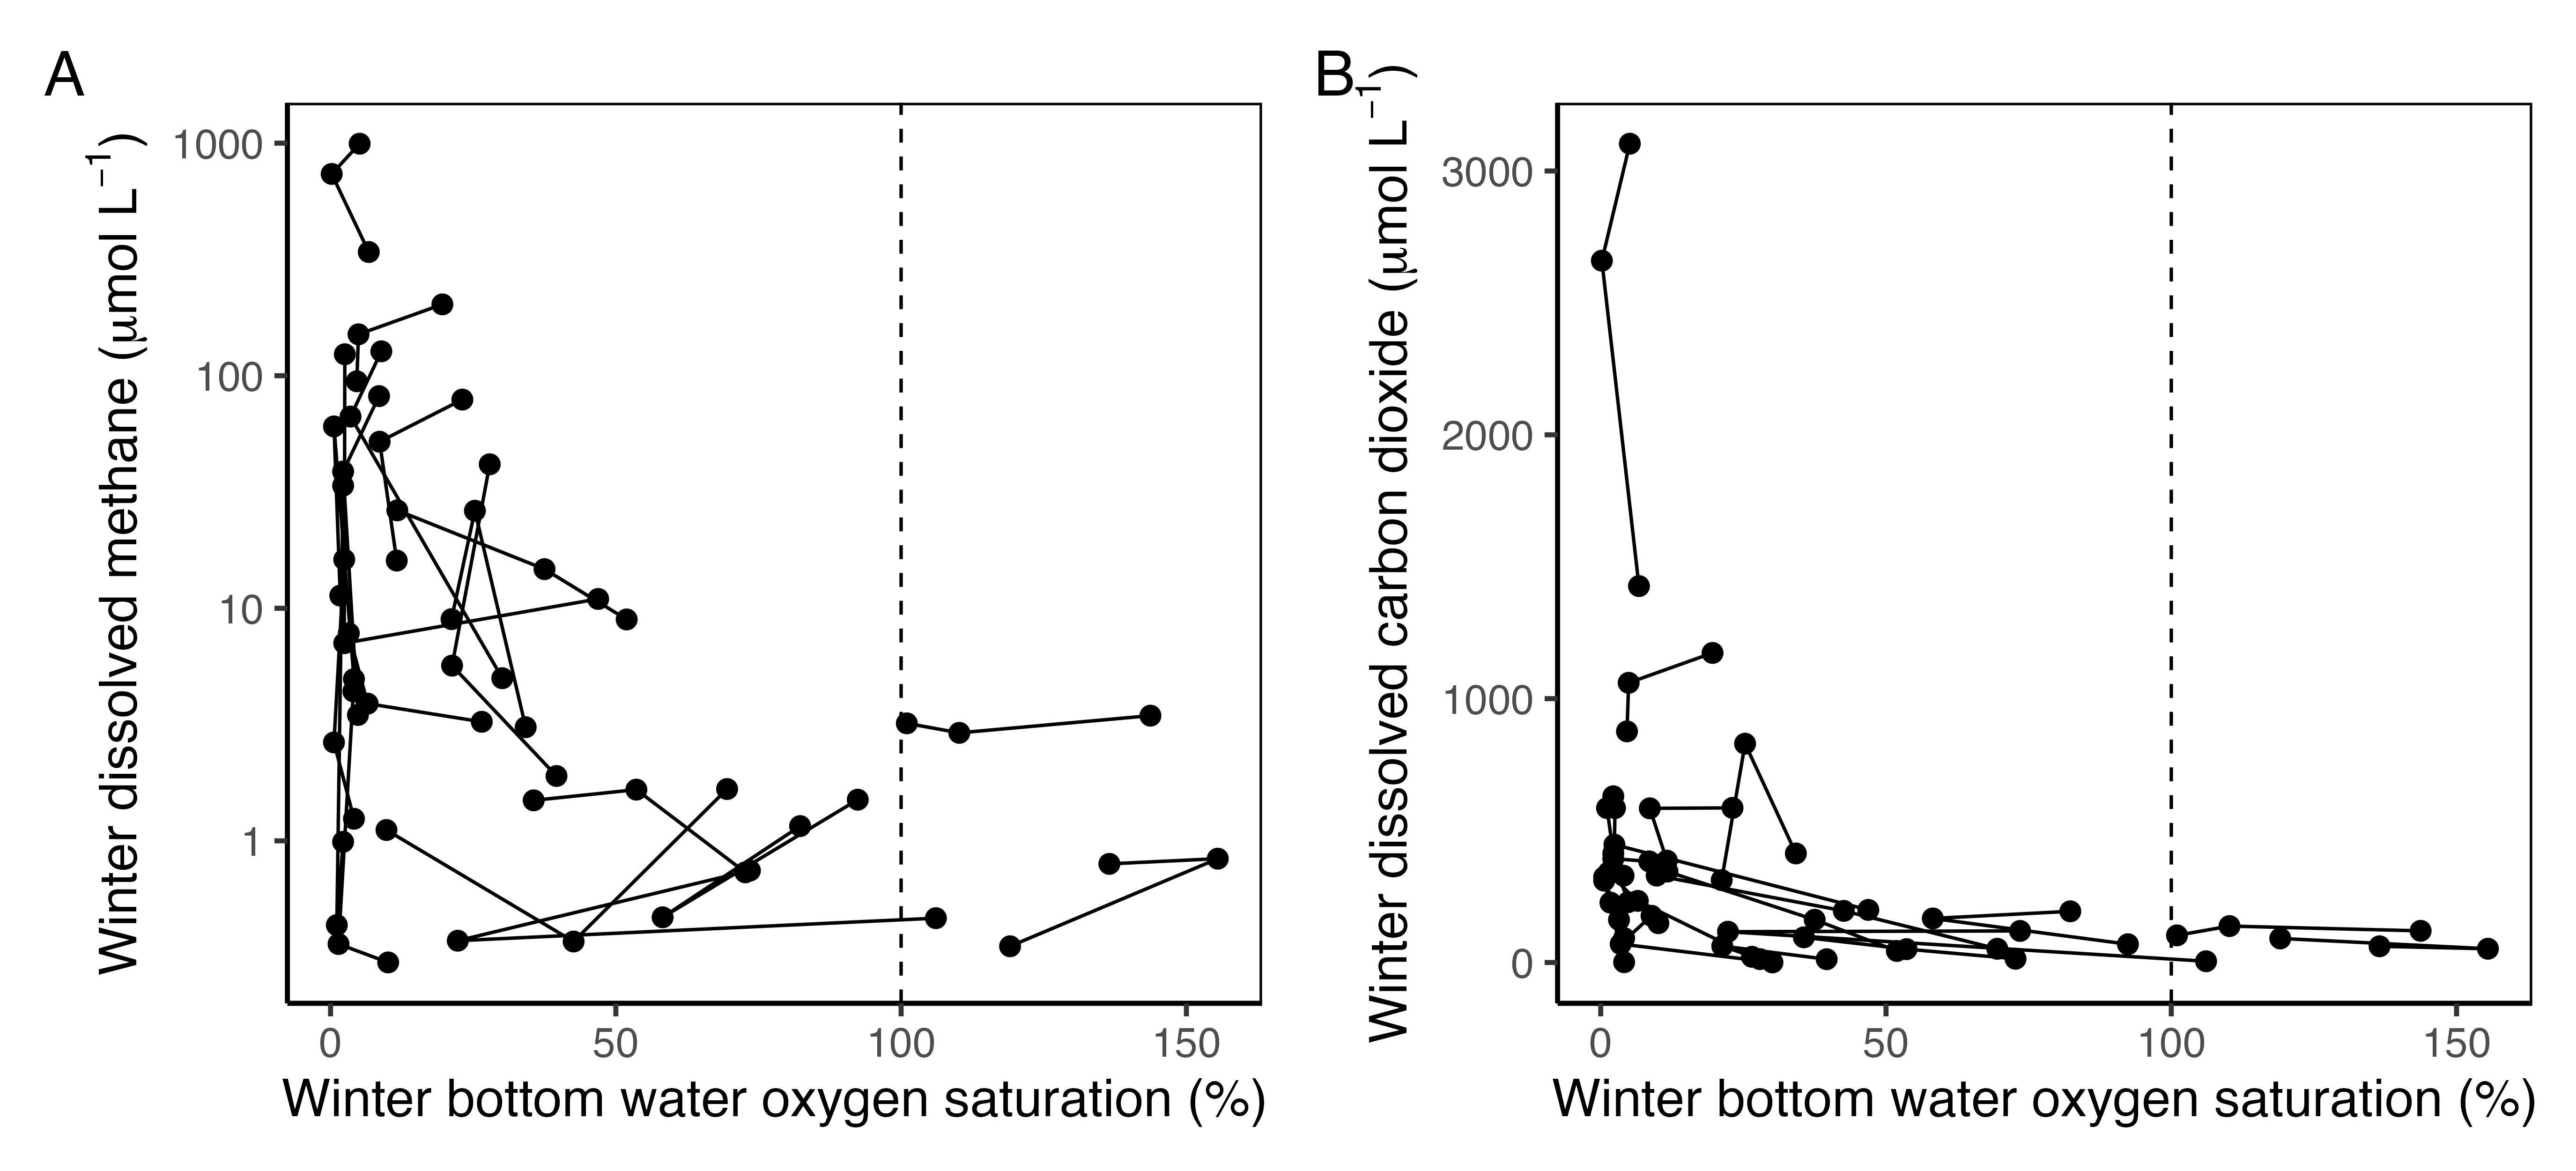 A
Winter dissolved methane (μmol L⁻¹)
1000
100
10
1
0
50
100
150
Winter bottom water oxygen saturation (%)
B
Winter dissolved carbon dioxide (μmol L⁻¹)
3000
2000
1000
0
0
50
100
150
Winter bottom water oxygen saturation (%)